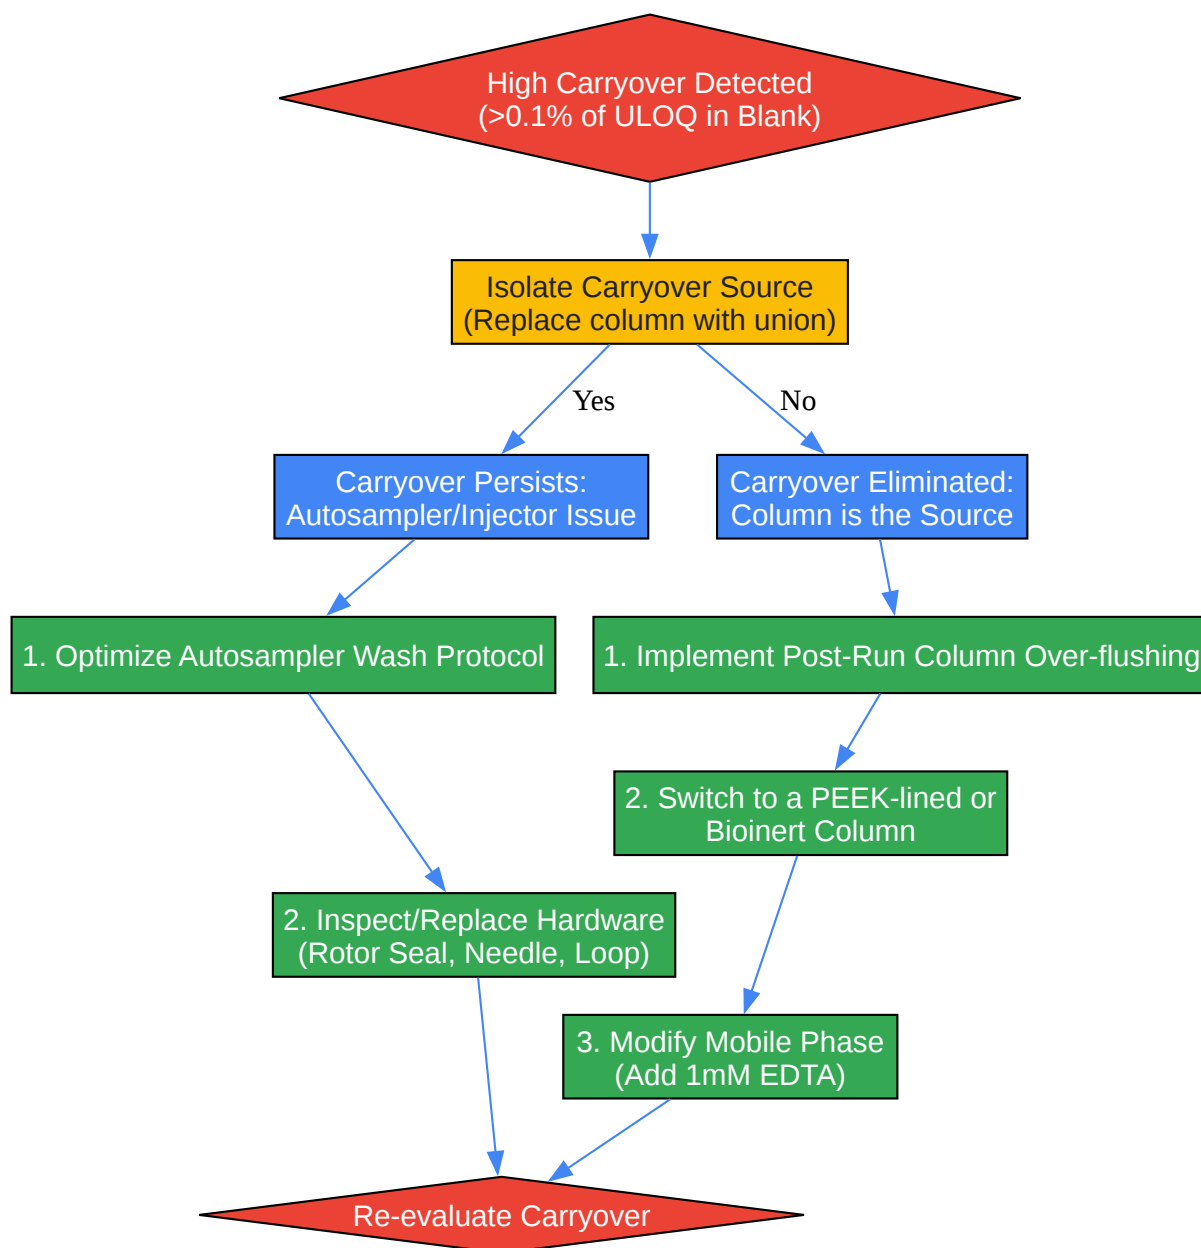 High Carryover Detected
(>0.1% of ULOQ in Blank)
Isolate Carryover Source
(Replace column with union)
Yes
No
Carryover Persists:
Autosampler/Injector Issue
Carryover Eliminated:
Column is the Source
1. Optimize Autosampler Wash Protocol
1. Implement Post-Run Column Over-flushing
2. Switch to a PEEK-lined or
Bioinert Column
2. Inspect/Replace Hardware
(Rotor Seal, Needle, Loop)
3. Modify Mobile Phase
(Add 1mM EDTA)
Re-evaluate Carryover